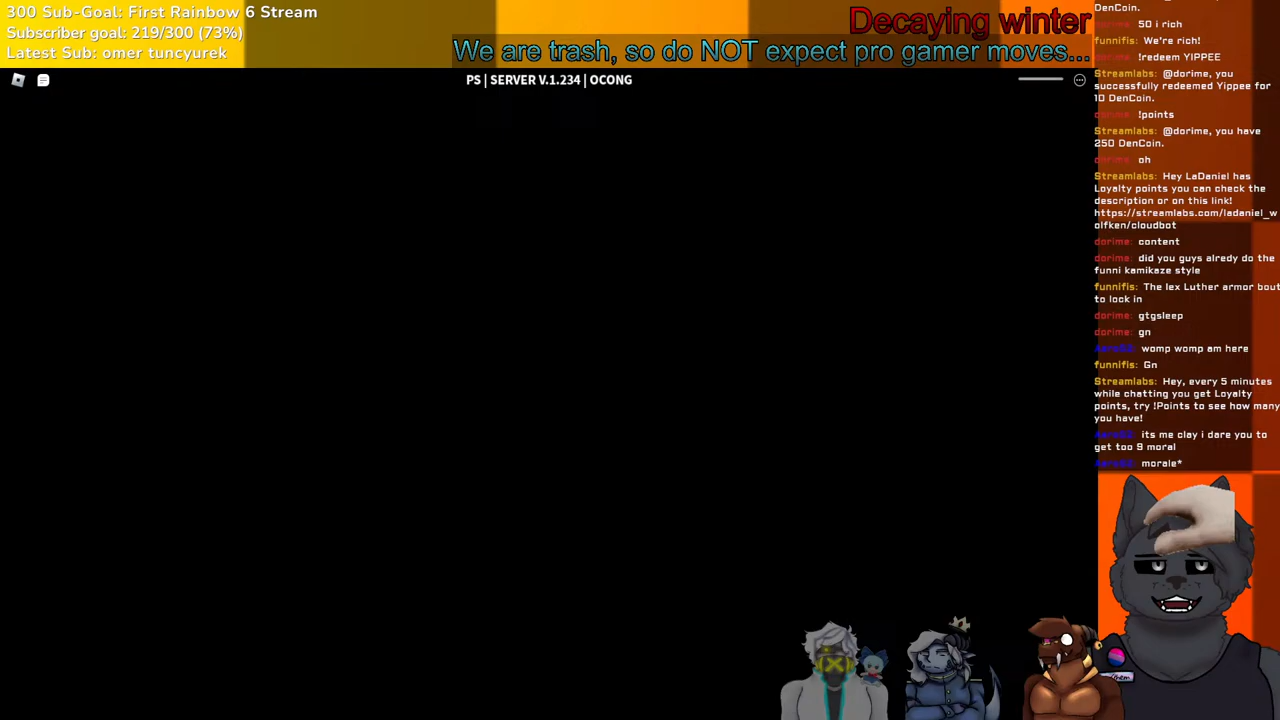 300 Sub-Goal: First Rainbow 6 Stream
Subscriber goal: 219/300 (73%)
Latest Sub: omer tuncyurek
Decaying winter
We are trash, so do NOT expect pro gamer moves...
PS | SERVER V.1.234 | OCONG
DenCoin.
dorime: 50 i rich
funnifis: We're rich!
dorime: !redeem YIPPEE
Streamlabs: @dorime, you
successfully redeemed Yippee for
10 DenCoin.
dorime: !points
Streamlabs: @dorime, you have
250 DenCoin.
dorime: oh
Streamlabs: Hey LaDaniel has
Loyalty points you can check the
description or on this link!
https://streamlabs.com/ladaniel_w
olfken/cloudbot
dorime: content
dorime: did you guys alredy do the
funni kamikaze style
funnifis: The lex Luther armor bout
to lock in
dorime: gtgsleep
dorime: gn
womp womp am here
funnifis: Gn
Streamlabs: Hey, every 5 minutes
while chatting you get Loyalty
points, try !Points to see how many
you have!
its me clay i dare you to
get too 9 moral
morale*